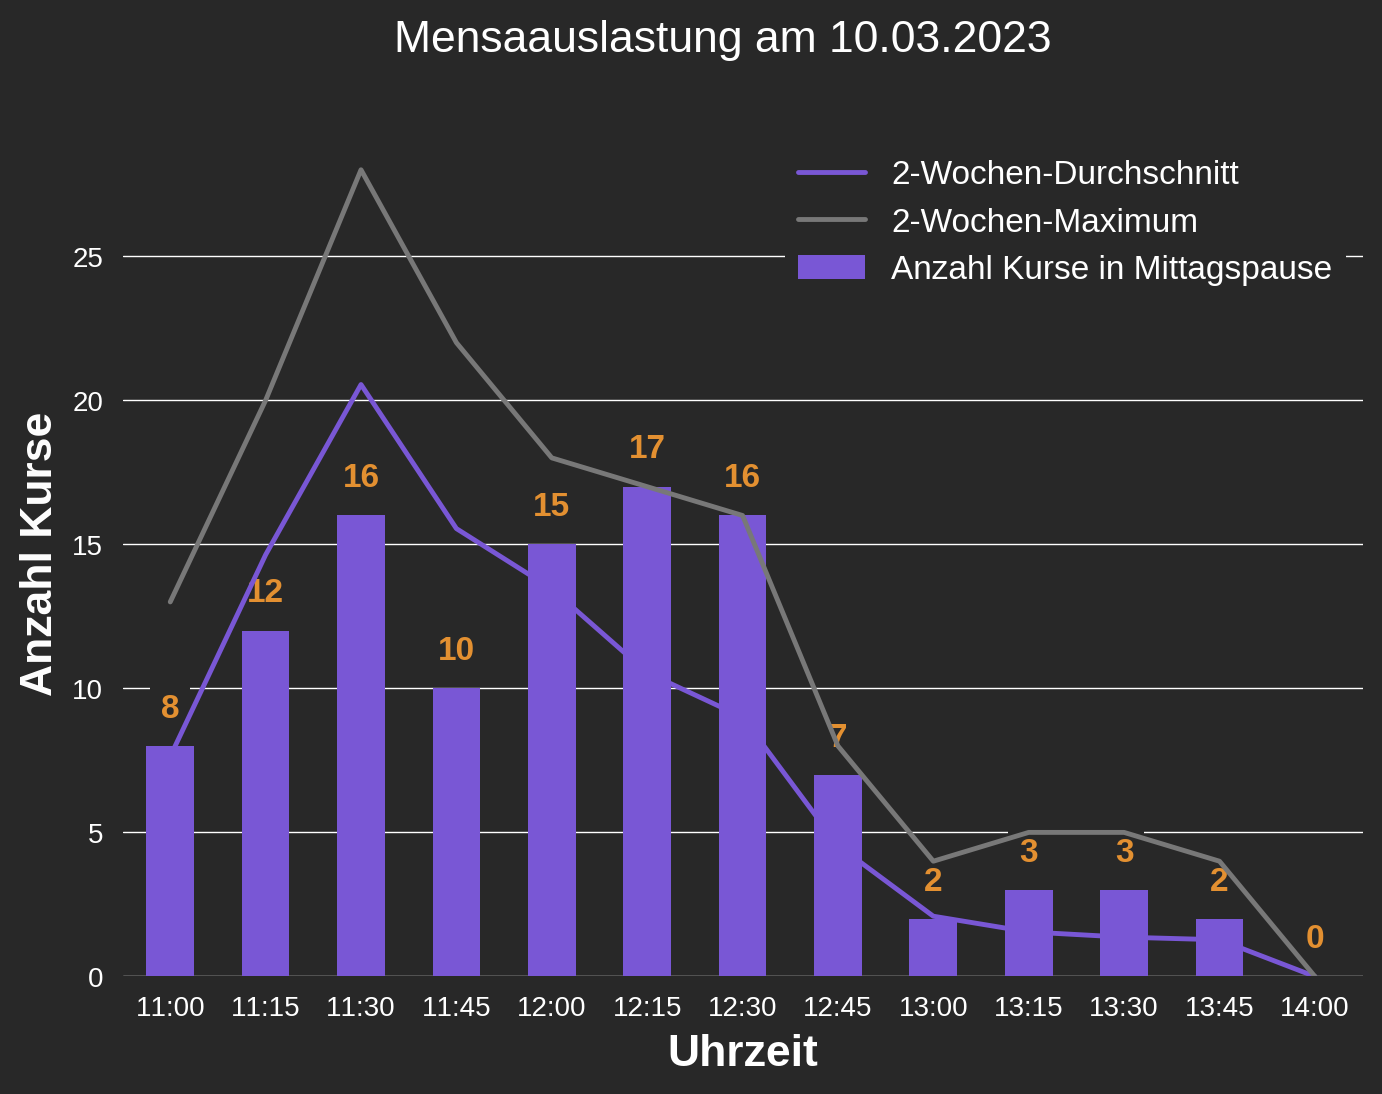 Mensaauslastung am 10.03.2023
2-Wochen-Durchschnitt
2-Wochen-Maximum
Anzahl Kurse in Mittagspause
Anzahl Kurse
25
20
15
10
5
0
8
12
16
10
15
17
16
7
2
3
3
2
0
11:00 11:15 11:30 11:45 12:00 12:15 12:30 12:45 13:00 13:15 13:30 13:45 14:00
Uhrzeit